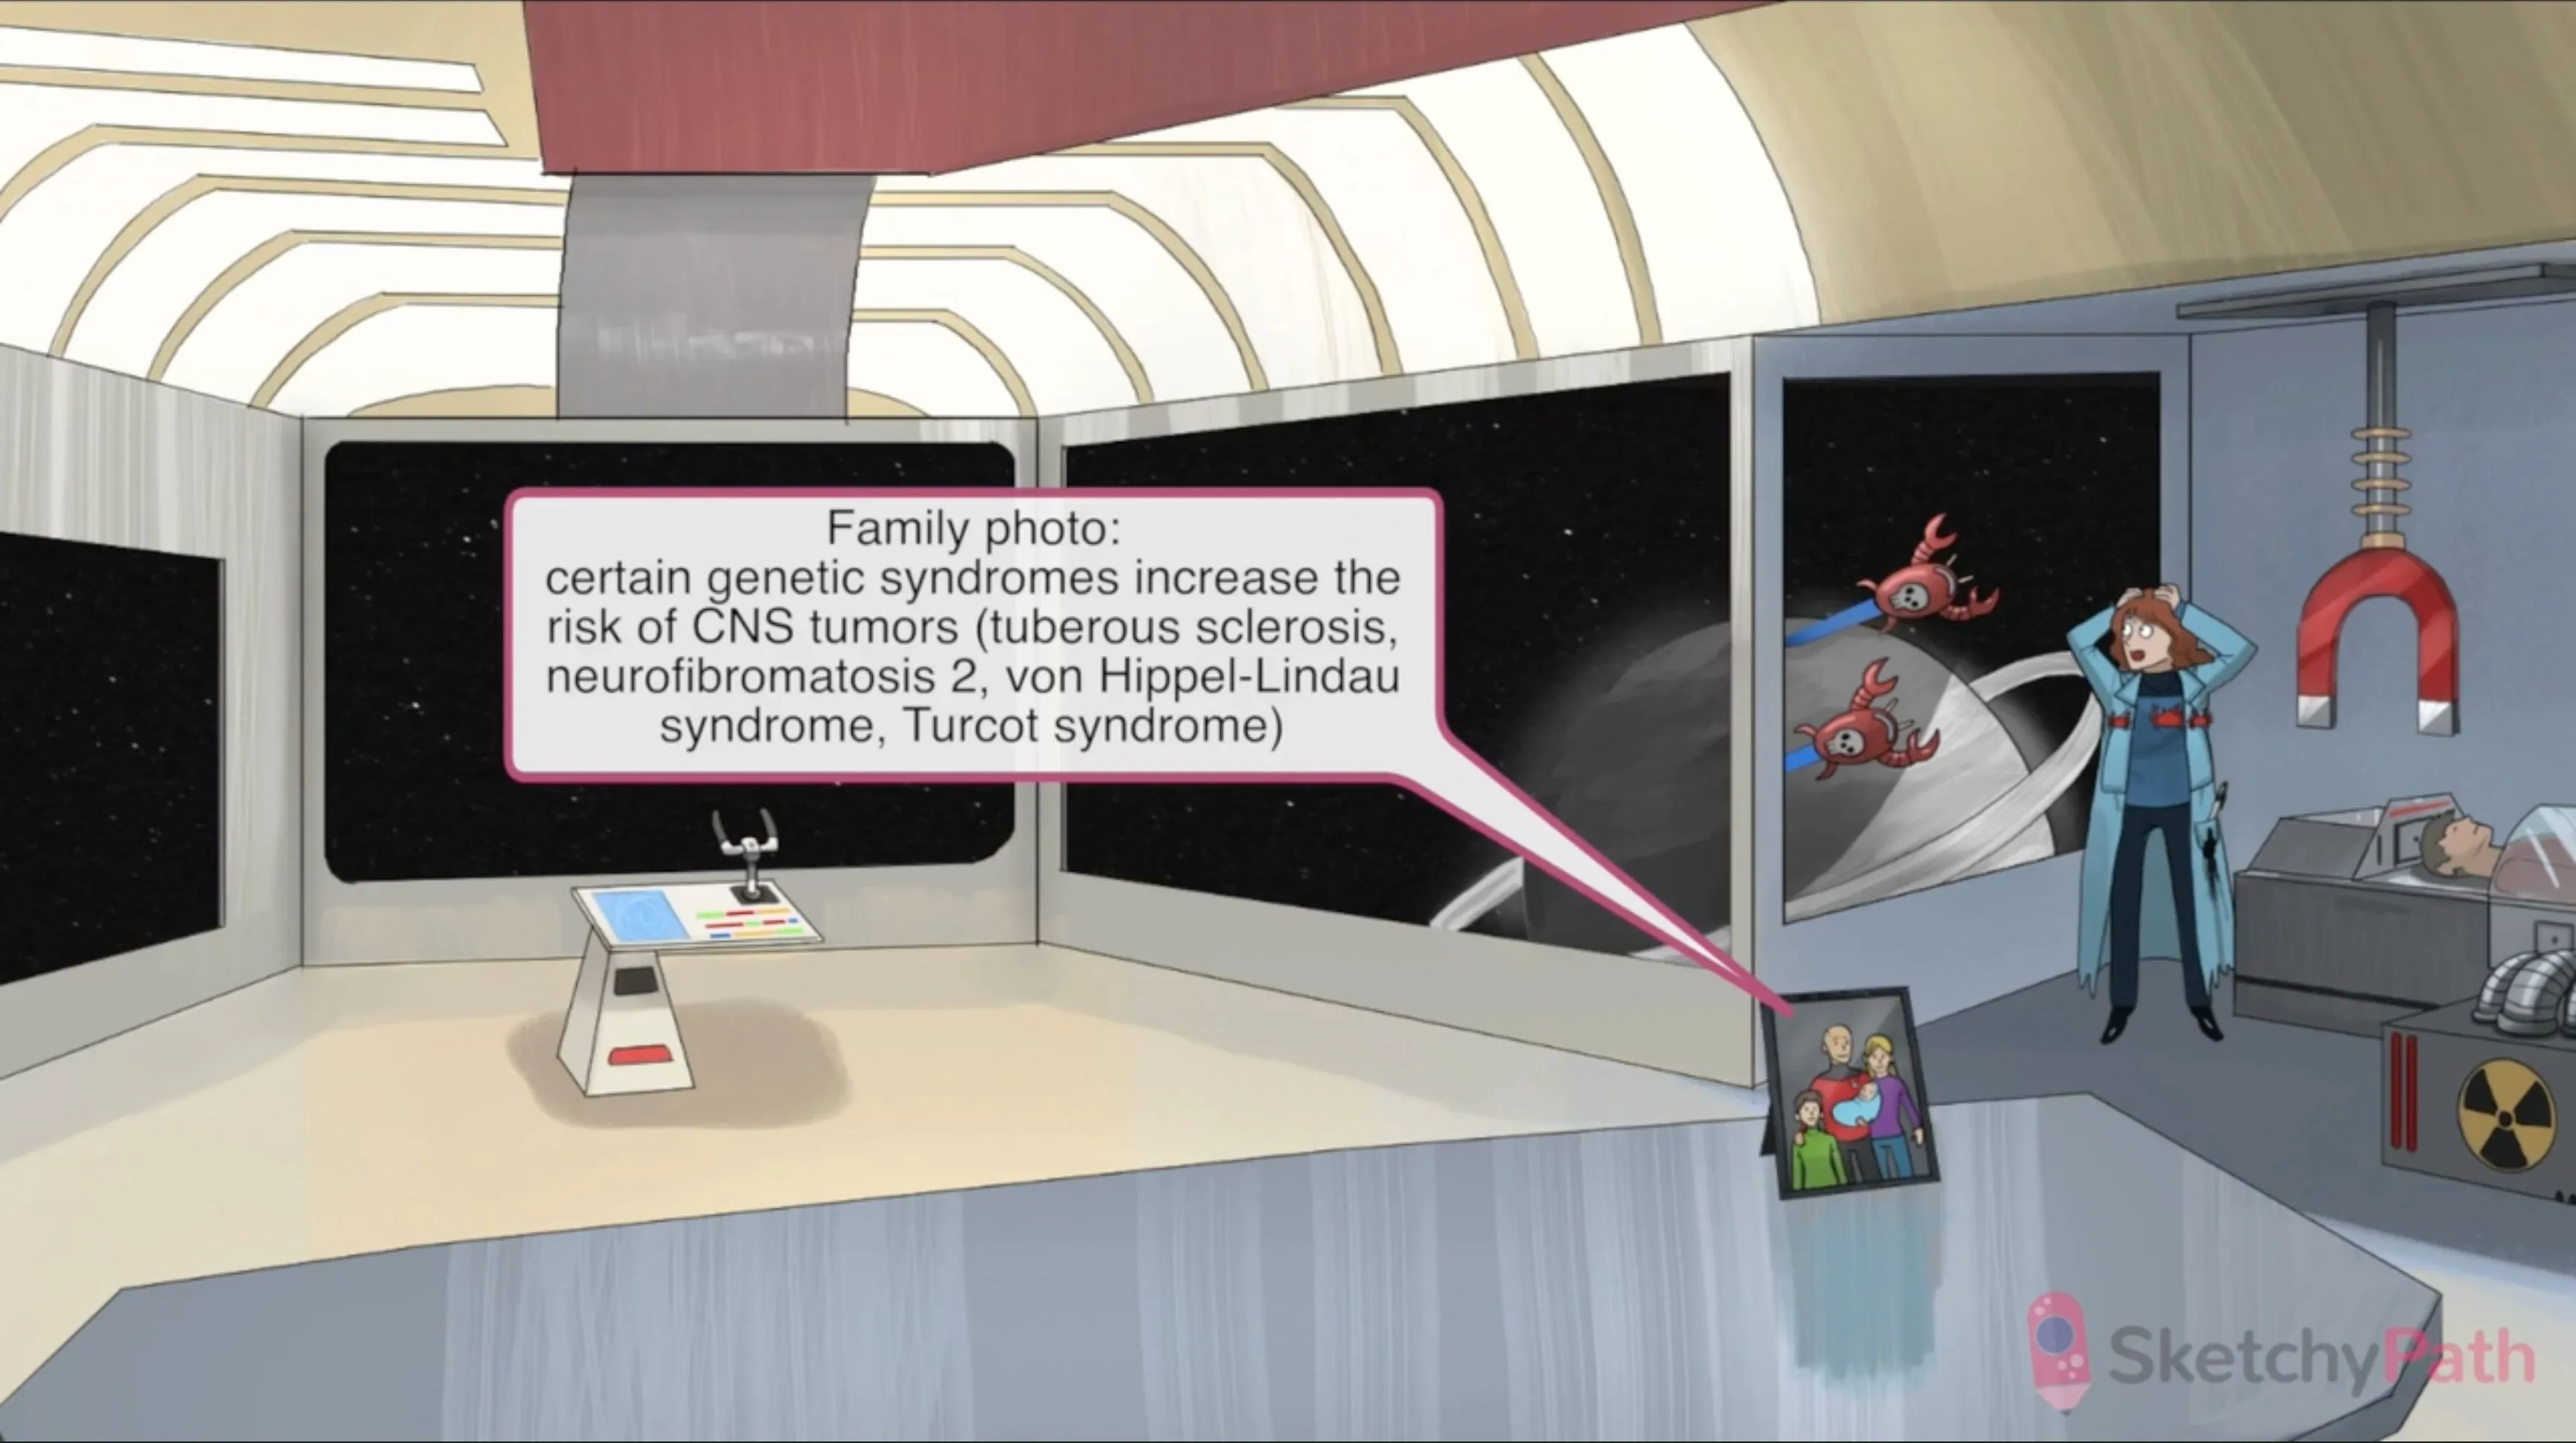 Family photo:
certain genetic syndromes increase the
risk of CNS tumors (tuberous sclerosis,
neurofibromatosis 2, von Hippel-Lindau
syndrome, Turcot syndrome)
SketchyPath